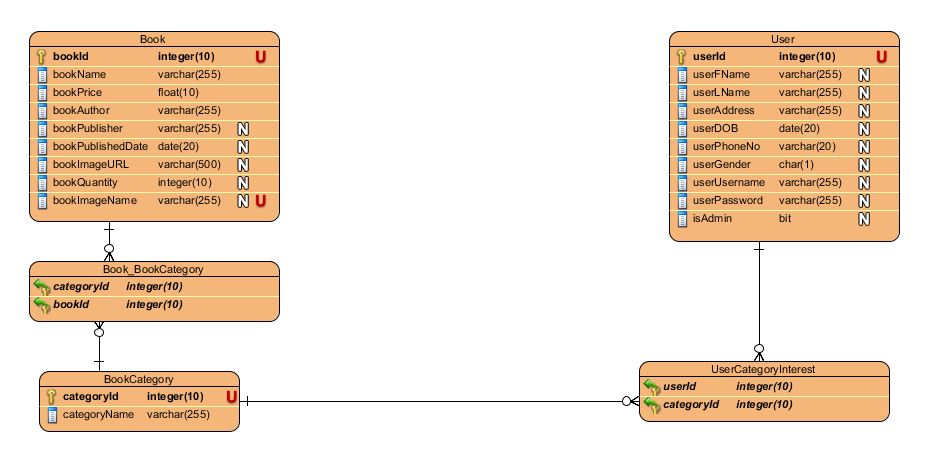 Book
bookId integer(10) U
bookName varchar(255)
bookPrice float(10)
bookAuthor varchar(255)
bookPublisher varchar(255) N
bookPublishedDate date(20) N
bookImageURL varchar(500) N
bookQuantity integer(10) N
bookImageName varchar(255) N U
User
userId integer(10) U
userFName varchar(255) N
userLName varchar(255) N
userAddress varchar(255) N
userDOB date(20) N
userPhoneNo varchar(20) N
userGender char(1) N
userUsername varchar(255) N
userPassword varchar(255) N
isAdmin bit N
Book_BookCategory
categoryId integer(10)
bookId integer(10)
BookCategory
categoryId integer(10) U
categoryName varchar(255)
UserCategoryInterest
userId integer(10)
categoryId integer(10)